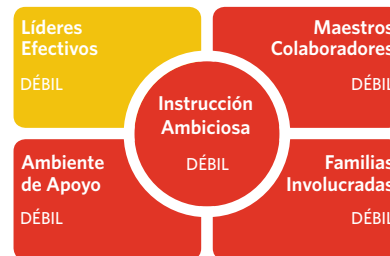 Líderes
Efectivos
DÉBIL
Maestros
Colaboradores
DÉBIL
Instrucción
Ambiciosa
DÉBIL
Ambiente
de Apoyo
DÉBIL
Familias
Involucradas
DÉBIL